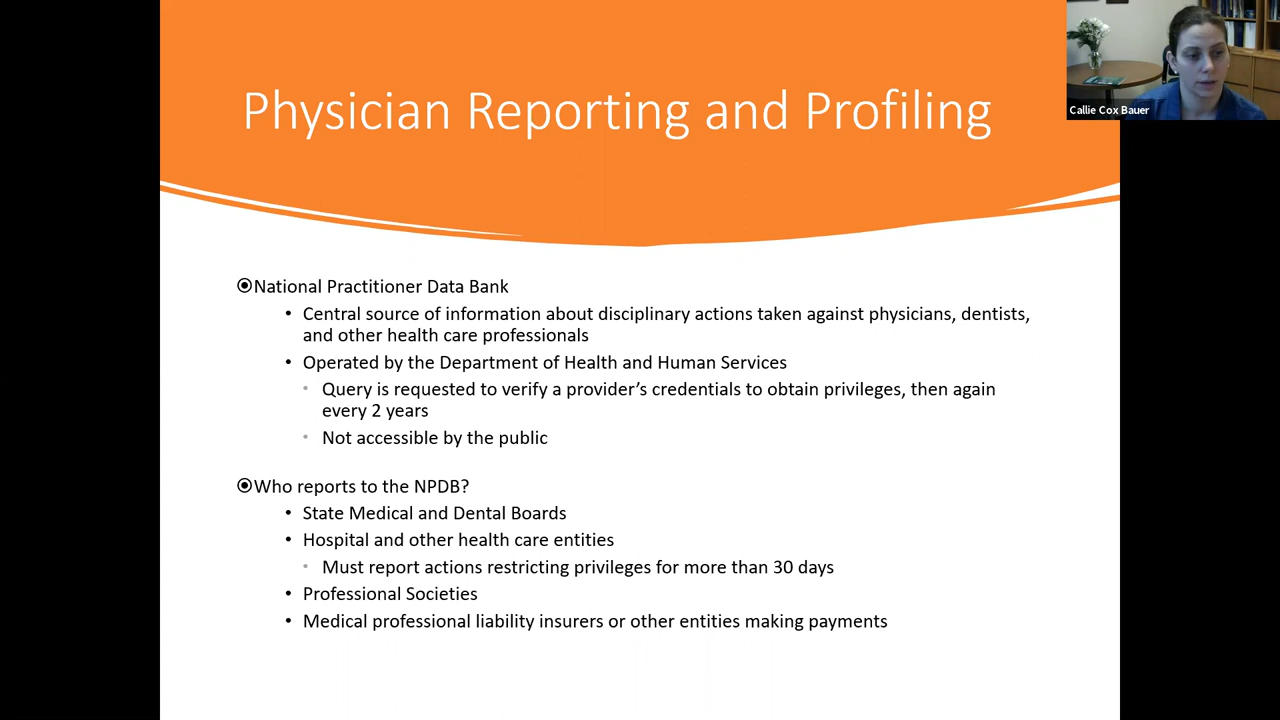 Physician Reporting and Profiling
Callie Cox Bauer
National Practitioner Data Bank
Central source of information about disciplinary actions taken against physicians, dentists,
and other health care professionals
Operated by the Department of Health and Human Services
Query is requested to verify a provider’s credentials to obtain privileges, then again
every 2 years
Not accessible by the public
Who reports to the NPDB?
State Medical and Dental Boards
Hospital and other health care entities
Must report actions restricting privileges for more than 30 days
Professional Societies
Medical professional liability insurers or other entities making payments